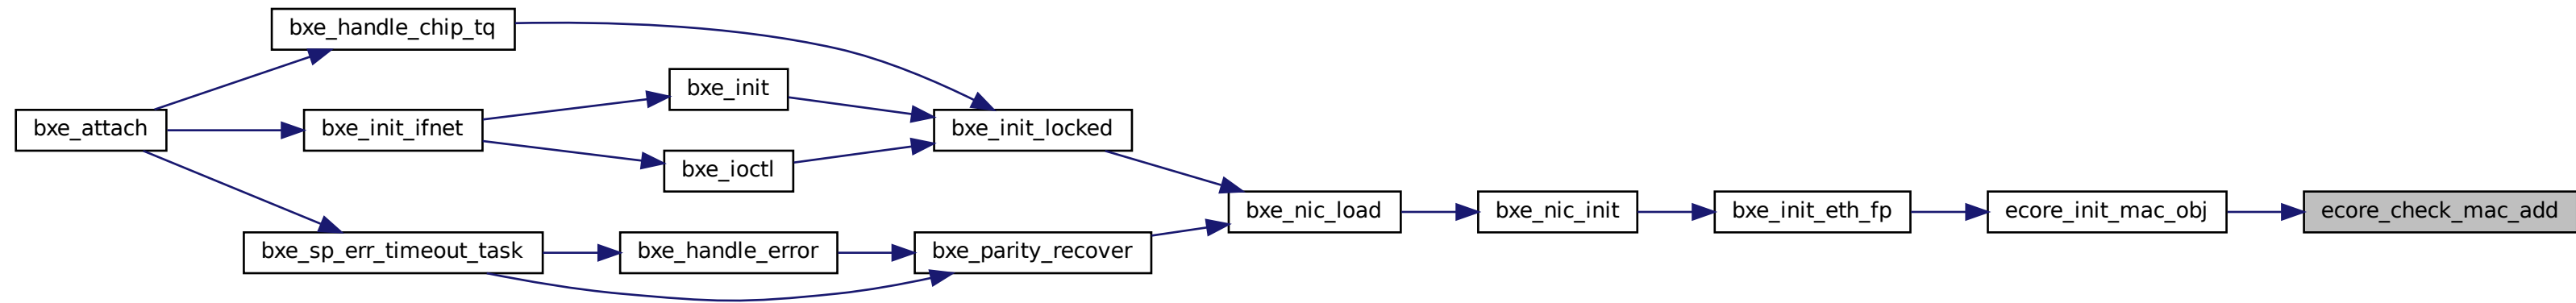 bxe_handle_chip_tq
bxe_init
bxe_attach
bxe_init_ifnet
bxe_init_locked
bxe_ioctl
bxe_nic_load
bxe_nic_init
bxe_init_eth_fp
ecore_init_mac_obj
ecore_check_mac_add
bxe_sp_err_timeout_task
bxe_handle_error
bxe_parity_recover